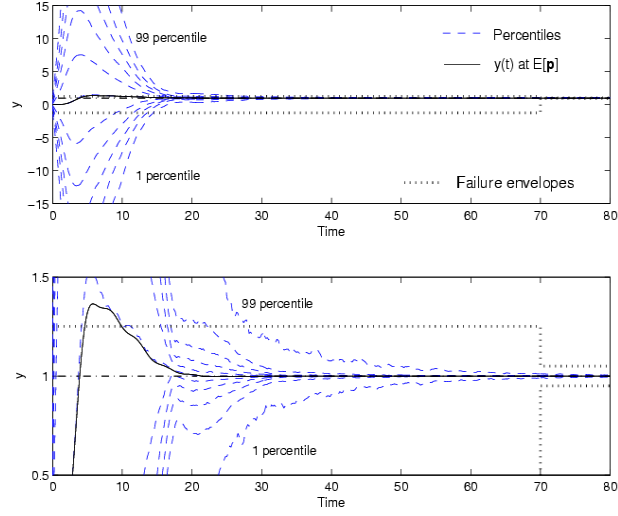 15
10
5
0
−5
−10
−15
y
99 percentile
1 percentile
Percentiles
y(t) at E[p]
Failure envelopes
0
10
20
30
40
50
60
70
80
Time
1.5
1
0.5
y
99 percentile
1 percentile
0
10
20
30
40
50
60
70
80
Time